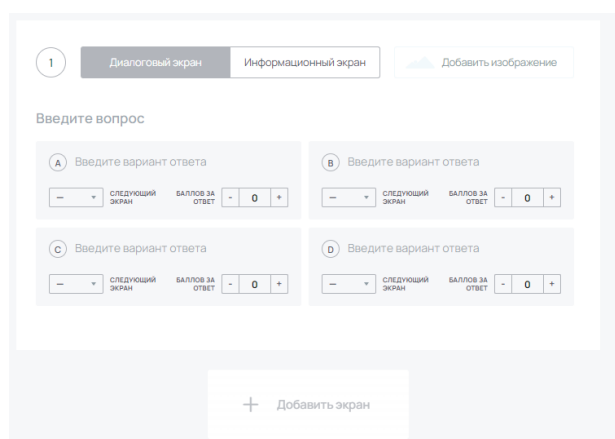 1 Диалоговый экран Информационный экран Добавить изображение
Введите вопрос
A Введите вариант ответа
— СЛЕДУЮЩИЙ ЭКРАН БАЛЛОВ ЗА ОТВЕТ - 0 +
B Введите вариант ответа
— СЛЕДУЮЩИЙ ЭКРАН БАЛЛОВ ЗА ОТВЕТ - 0 +
C Введите вариант ответа
— СЛЕДУЮЩИЙ ЭКРАН БАЛЛОВ ЗА ОТВЕТ - 0 +
D Введите вариант ответа
— СЛЕДУЮЩИЙ ЭКРАН БАЛЛОВ ЗА ОТВЕТ - 0 +
+ Добавить экран